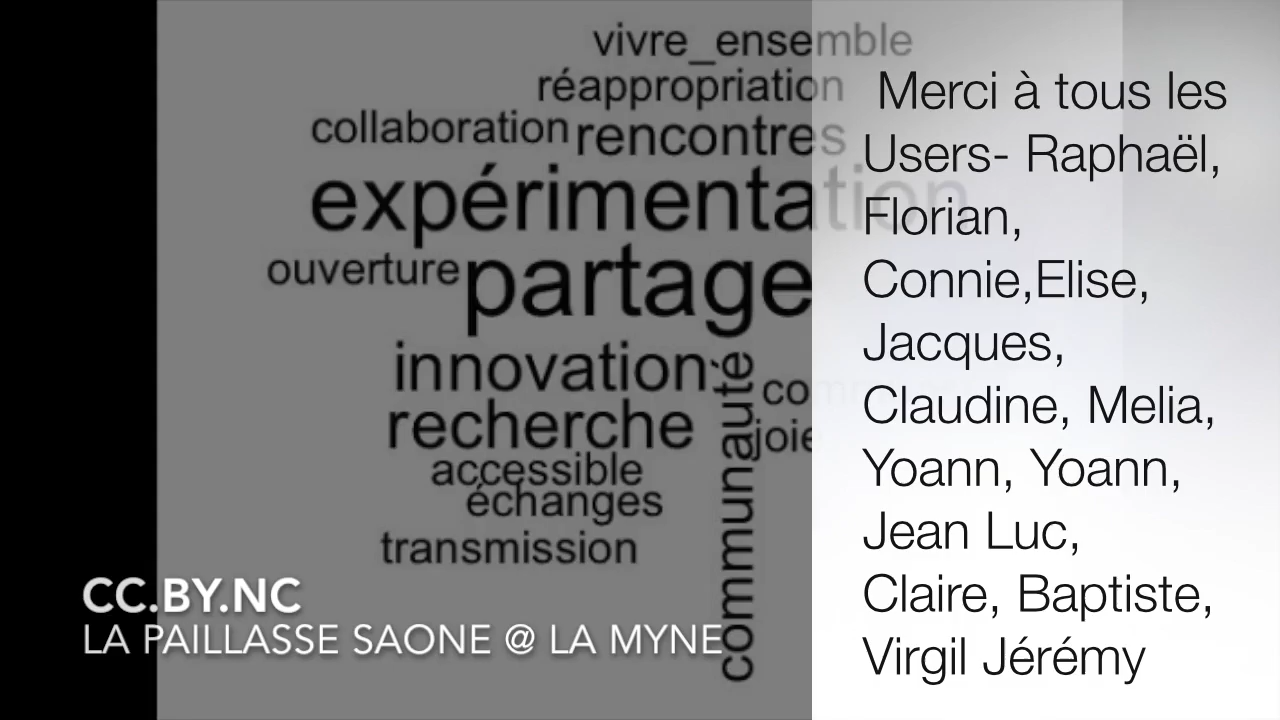 vivre_ensemble
réappropriation
collaboration
rencontres
expérimentation
ouverture
partage
innovation
recherche
joie
accessible
échanges
transmission
communauté
CC.BY.NC
LA PAILLASSE SAONE @ LA MYNE
Merci à tous les
Users- Raphaël,
Florian,
Connie,Elise,
Jacques,
Claudine, Melia,
Yoann, Yoann,
Jean Luc,
Claire, Baptiste,
Virgil Jérémy